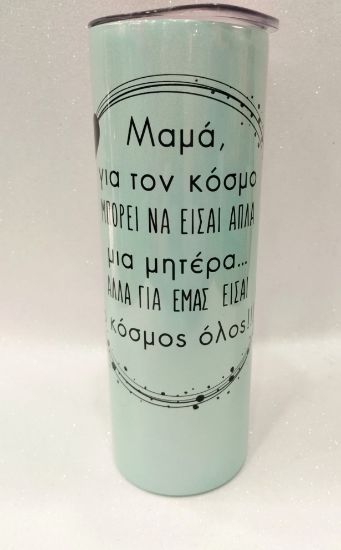 Μαμά,
για τον κόσμο
ΜΠΟΡΕΙ ΝΑ ΕΙΣΑΙ ΑΠΛΑ
μια μητέρα...
ΑΛΛΑ ΓΙΑ ΕΜΑΣ ΕΙΣΑΙ
κόσμος όλος!!